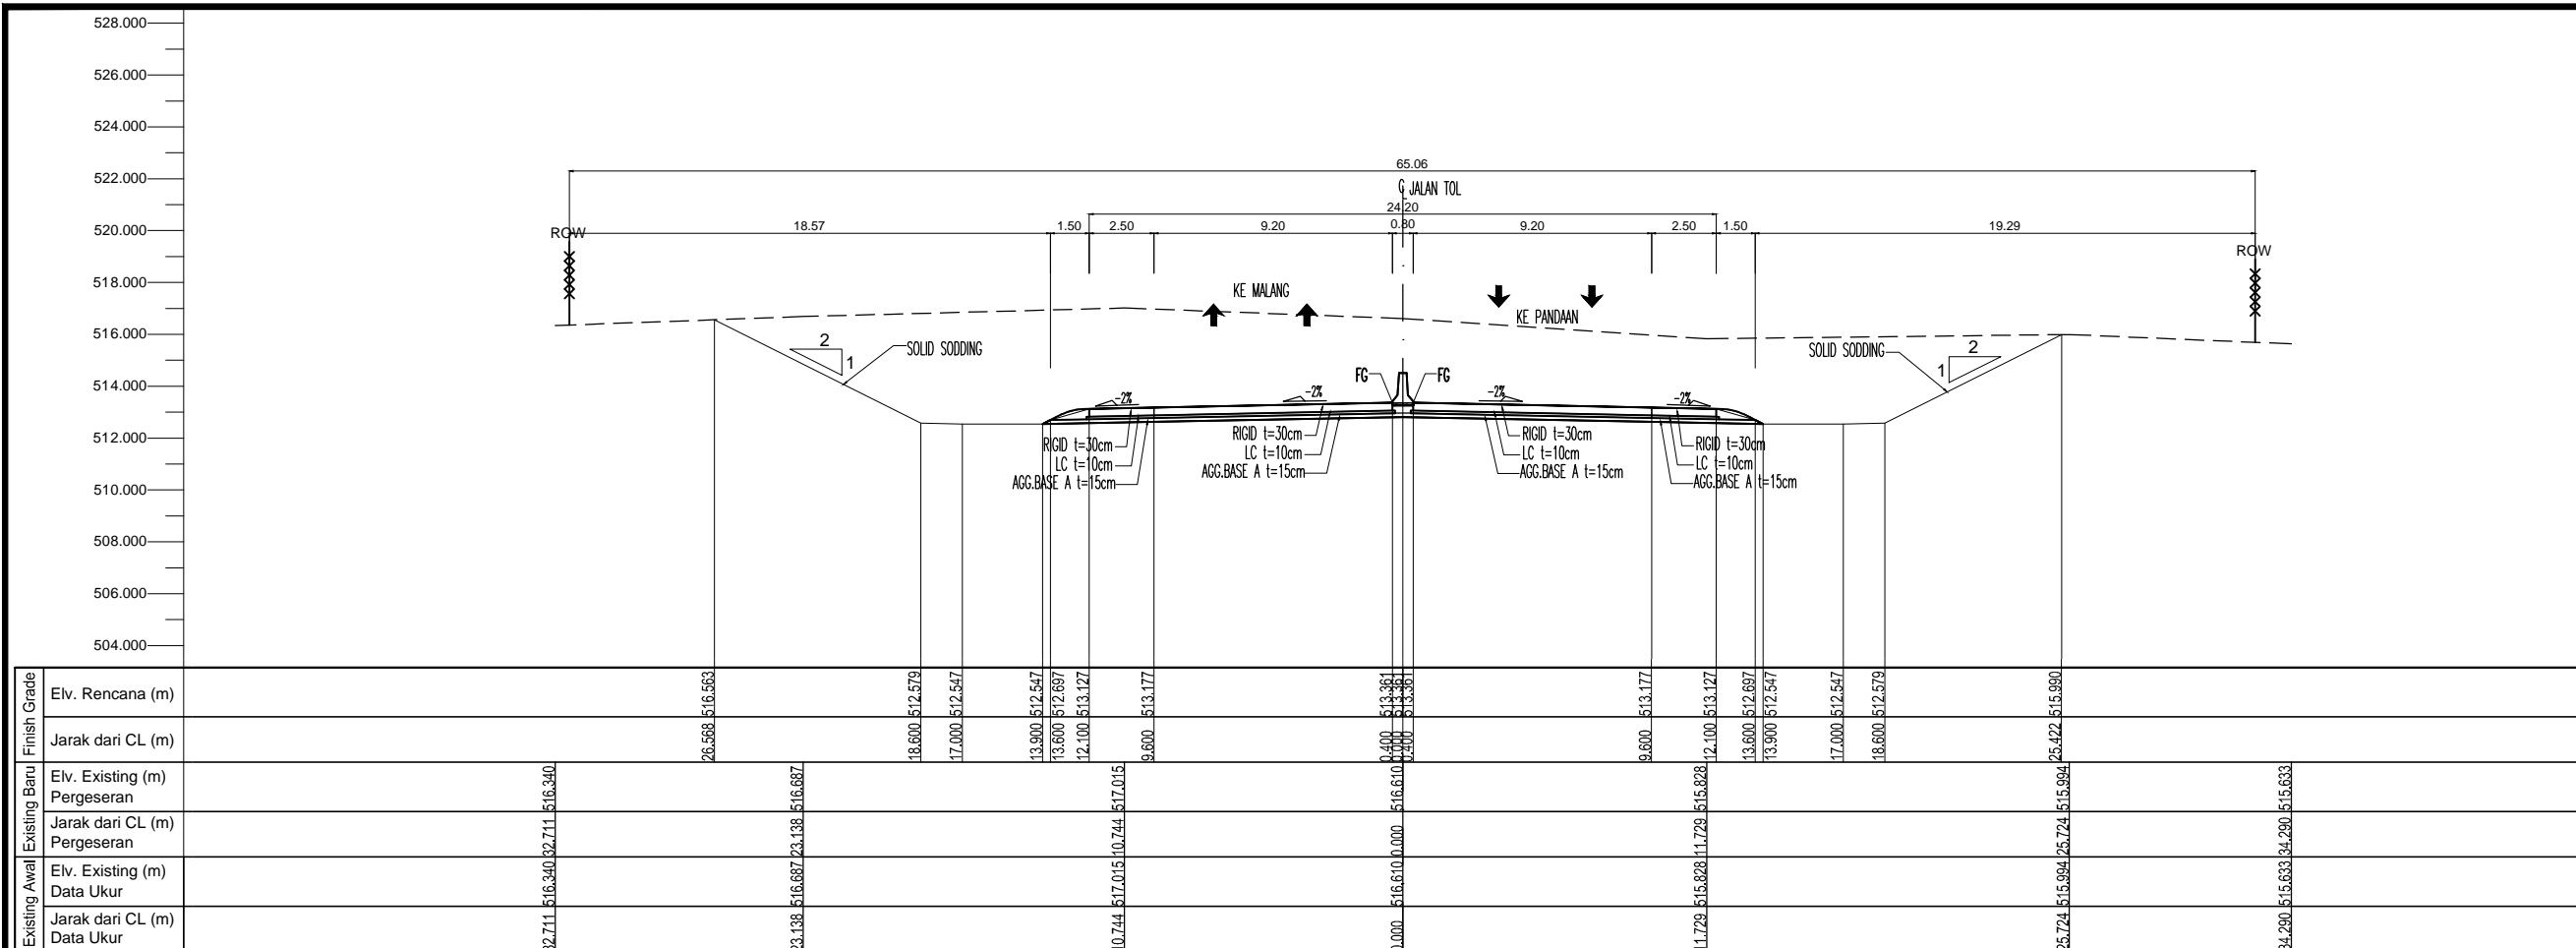 528.000
526.000
524.000
522.000
520.000
518.000
516.000
514.000
512.000
510.000
508.000
506.000
504.000
65.06
℄ JALAN TOL
24.20
18.57 1.50 2.50 9.20 0.80 9.20 2.50 1.50 19.29
ROW
ROW
KE MALANG
KE PANDAAN
2
1
SOLID SODDING
SOLID SODDING
2
1
FG FG
-2% -2% -2% -2%
RIGID t=30cm
LC t=10cm
AGG.BASE A t=15cm
RIGID t=30cm
LC t=10cm
AGG.BASE A t=15cm
RIGID t=30cm
LC t=10cm
AGG.BASE A t=15cm
RIGID t=30cm
LC t=10cm
AGG.BASE A t=15cm
Finish Grade
Elv. Rencana (m)
516.563 512.579 512.547 512.547 512.697 513.127 513.177 513.361 513.361 513.361 513.177 513.127 512.697 512.547 512.547 512.579 515.990
Jarak dari CL (m)
26.568 18.600 17.000 13.900 13.600 12.100 9.600 0.400 0.000 0.400 9.600 12.100 13.600 13.900 17.000 18.600 25.422
Existing Baru
Elv. Existing (m)
Pergeseran
516.340 516.687 517.015 516.610 515.828 515.994 515.633
Jarak dari CL (m)
Pergeseran
32.711 23.138 10.744 0.000 11.729 25.724 34.290
Existing Awal
Elv. Existing (m)
Data Ukur
516.340 516.687 517.015 516.610 515.828 515.994 515.633
Jarak dari CL (m)
Data Ukur
32.711 23.138 10.744 0.000 11.729 25.724 34.290